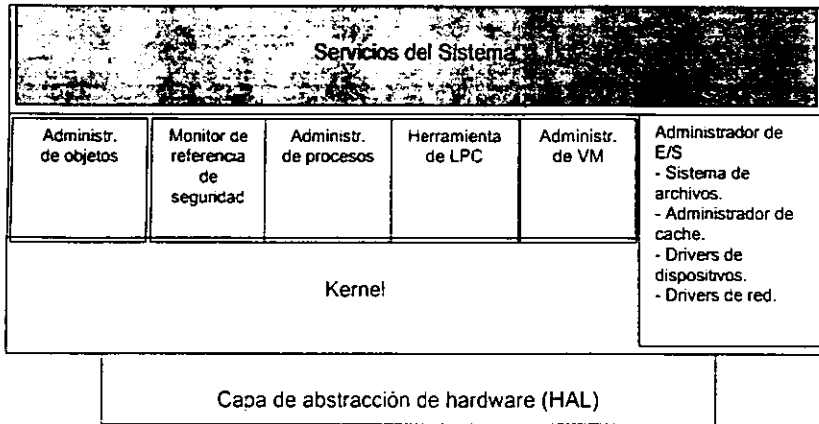 Servicios del Sistema
Administr.
de objetos
Monitor de
referencia
de
seguridad
Administr.
de procesos
Herramienta
de LPC
Administr.
de VM
Administrador de
E/S
- Sistema de
archivos.
- Administrador de
cache.
- Drivers de
dispositivos.
- Drivers de red.
Kernel
Capa de abstracción de hardware (HAL)